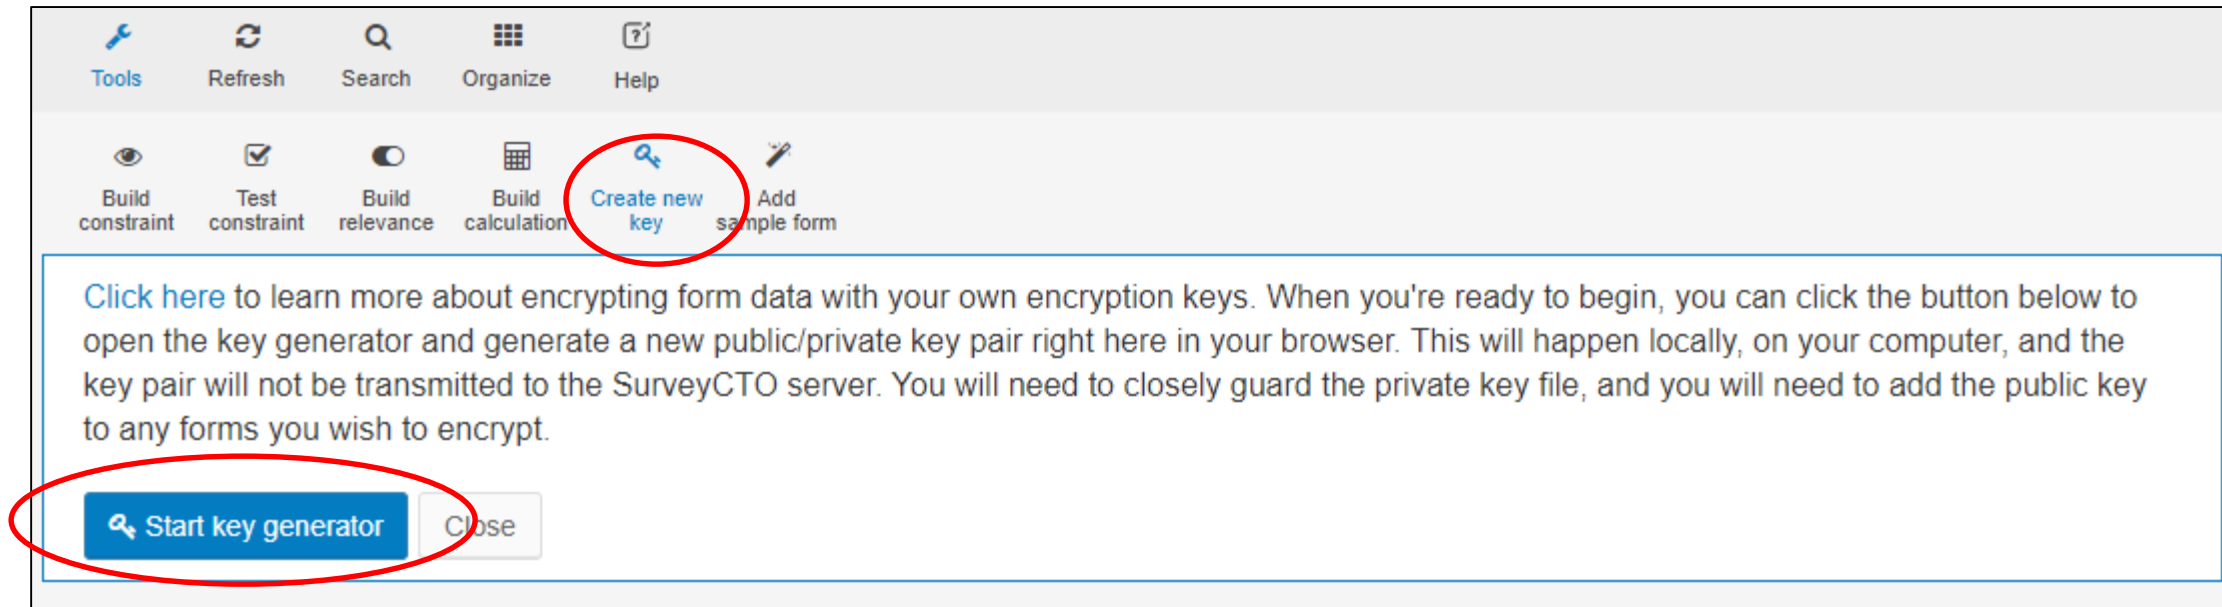 Tools Refresh Search Organize Help
Build constraint Test constraint Build relevance Build calculation Create new key Add sample form
Click here to learn more about encrypting form data with your own encryption keys. When you're ready to begin, you can click the button below to
open the key generator and generate a new public/private key pair right here in your browser. This will happen locally, on your computer, and the
key pair will not be transmitted to the SurveyCTO server. You will need to closely guard the private key file, and you will need to add the public key
to any forms you wish to encrypt.
Start key generator Close